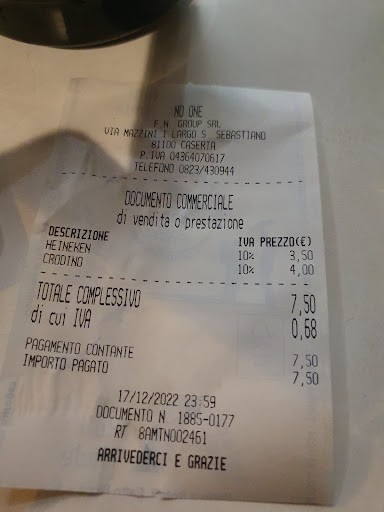 NO ONE
F.N. GROUP SRL
VIA MAZZINI 1 LARGO S. SEBASTIANO
81100 CASERTA
P.IVA 04364070617
TELEFONO 0823/430944
DOCUMENTO COMMERCIALE
di vendita o prestazione
DESCRIZIONE IVA PREZZO(€)
HEINEKEN 10% 3,50
CRODINO 10% 4,00
TOTALE COMPLESSIVO 7,50
di cui IVA 0,68
PAGAMENTO CONTANTE 7,50
IMPORTO PAGATO 7,50
17/12/2022 23:59
DOCUMENTO N. 1885-0177
RT 8AMTN002461
ARRIVEDERCI E GRAZIE